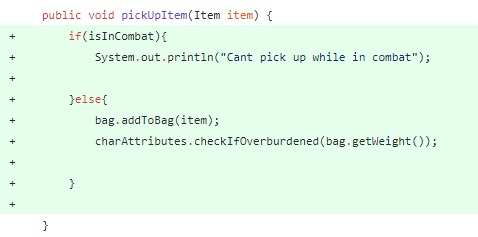 public void pickUpItem(Item item) {
+ if(isInCombat){
+ System.out.println("Cant pick up while in combat");
+
+ }else{
+ bag.addToBag(item);
+ charAttributes.checkIfOverburdened(bag.getWeight());
+
+ }
+
}